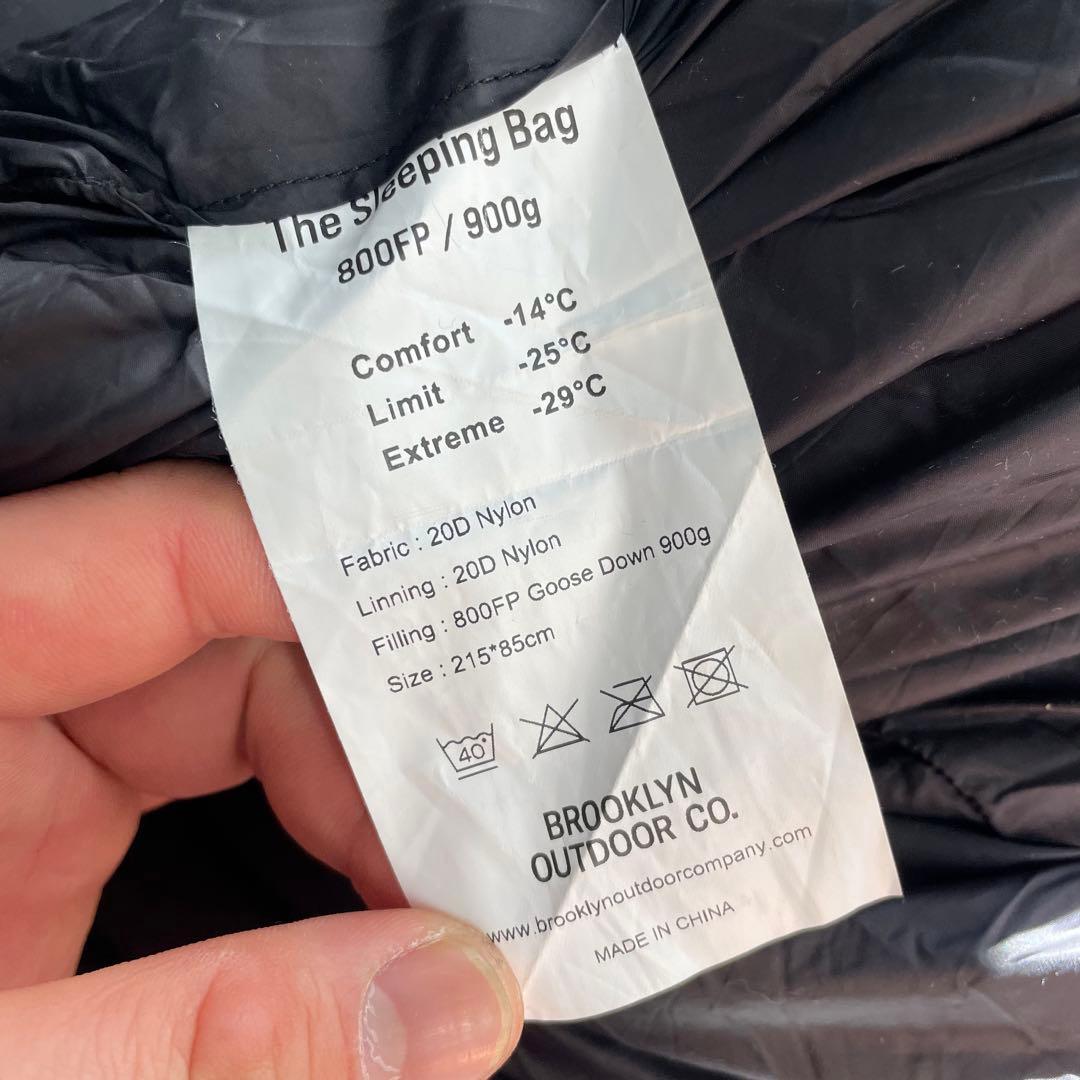 The Sleeping Bag
800FP / 900g
Comfort -14°C
Limit -25°C
Extreme -29°C
Fabric : 20D Nylon
Linning : 20D Nylon
Filling : 800FP Goose Down 900g
Size : 215*85cm
40°
BROOKLYN
OUTDOOR CO.
www.brooklynoutdoorcompany.com
MADE IN CHINA